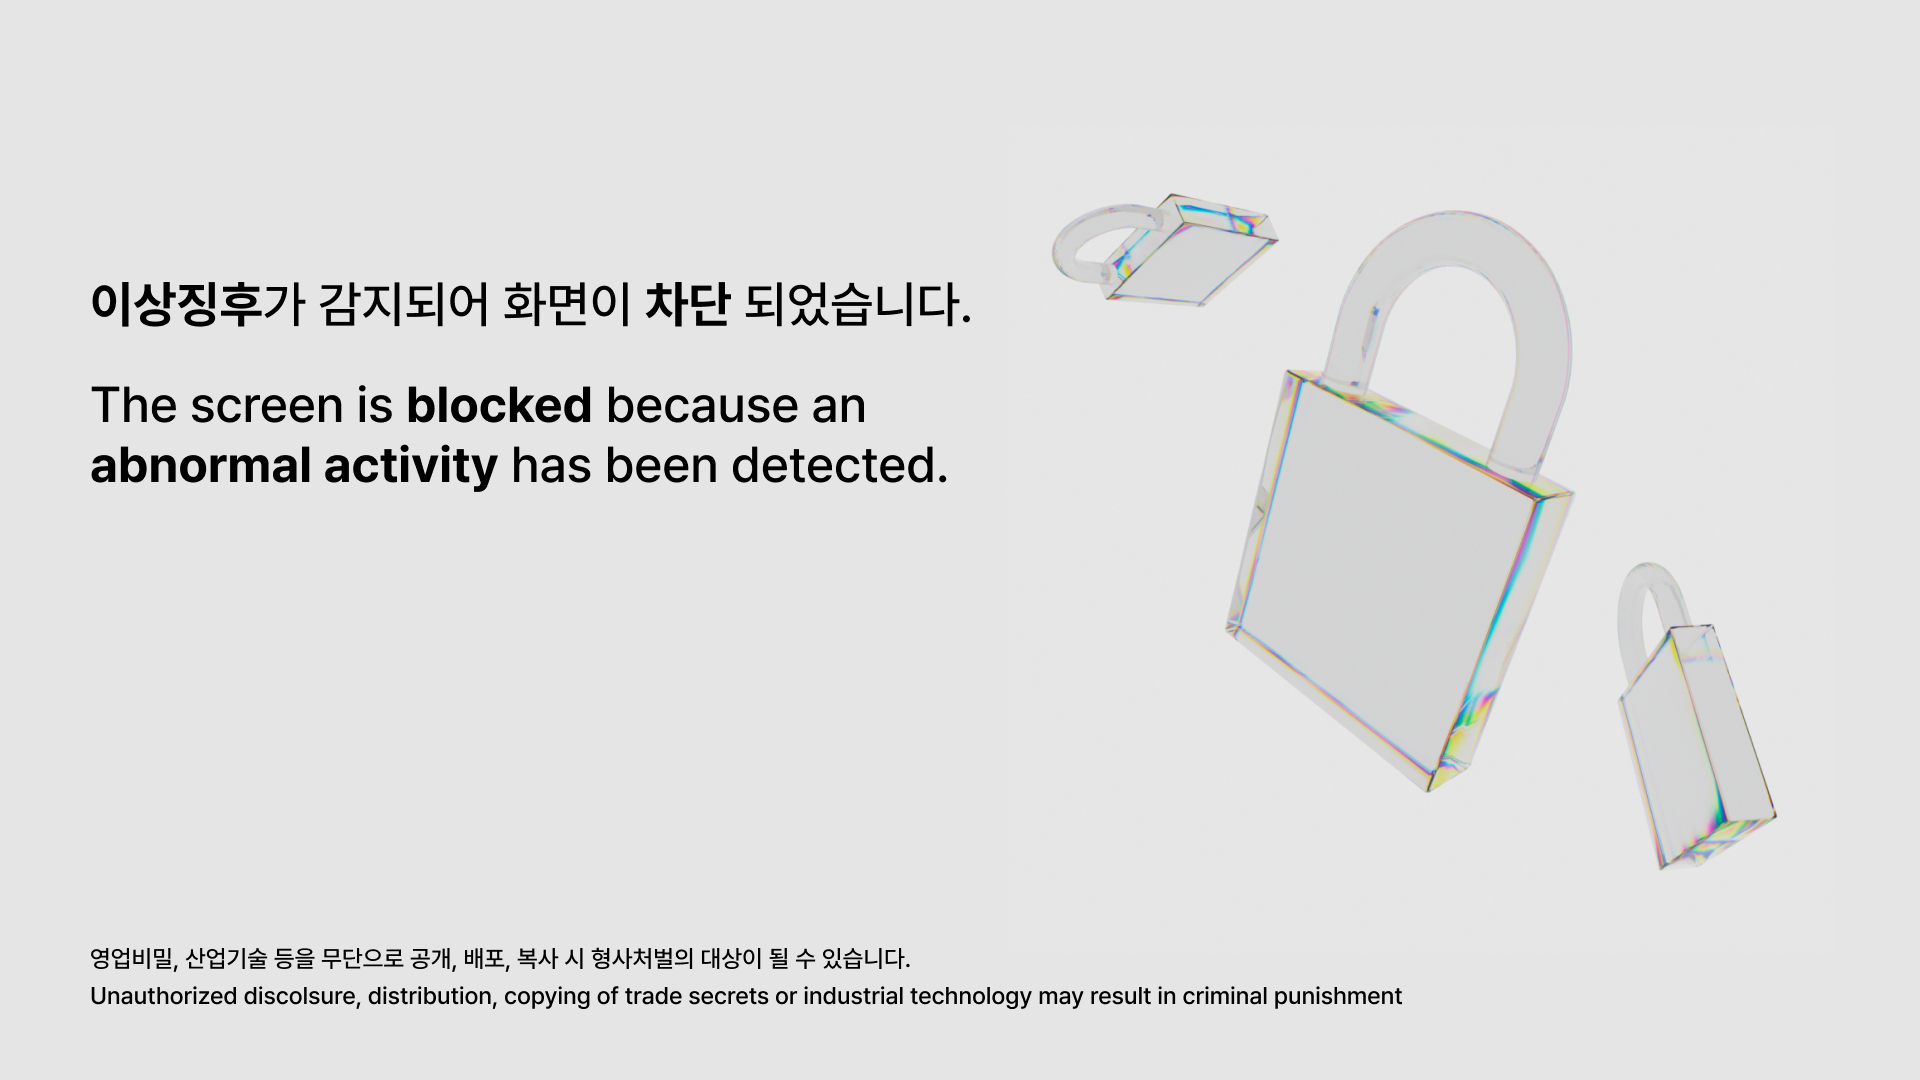 이상징후가 감지되어 화면이 차단 되었습니다.
The screen is blocked because an
abnormal activity has been detected.
영업비밀, 산업기술 등을 무단으로 공개, 배포, 복사 시 형사처벌의 대상이 될 수 있습니다.
Unauthorized discolsure, distribution, copying of trade secrets or industrial technology may result in criminal punishment